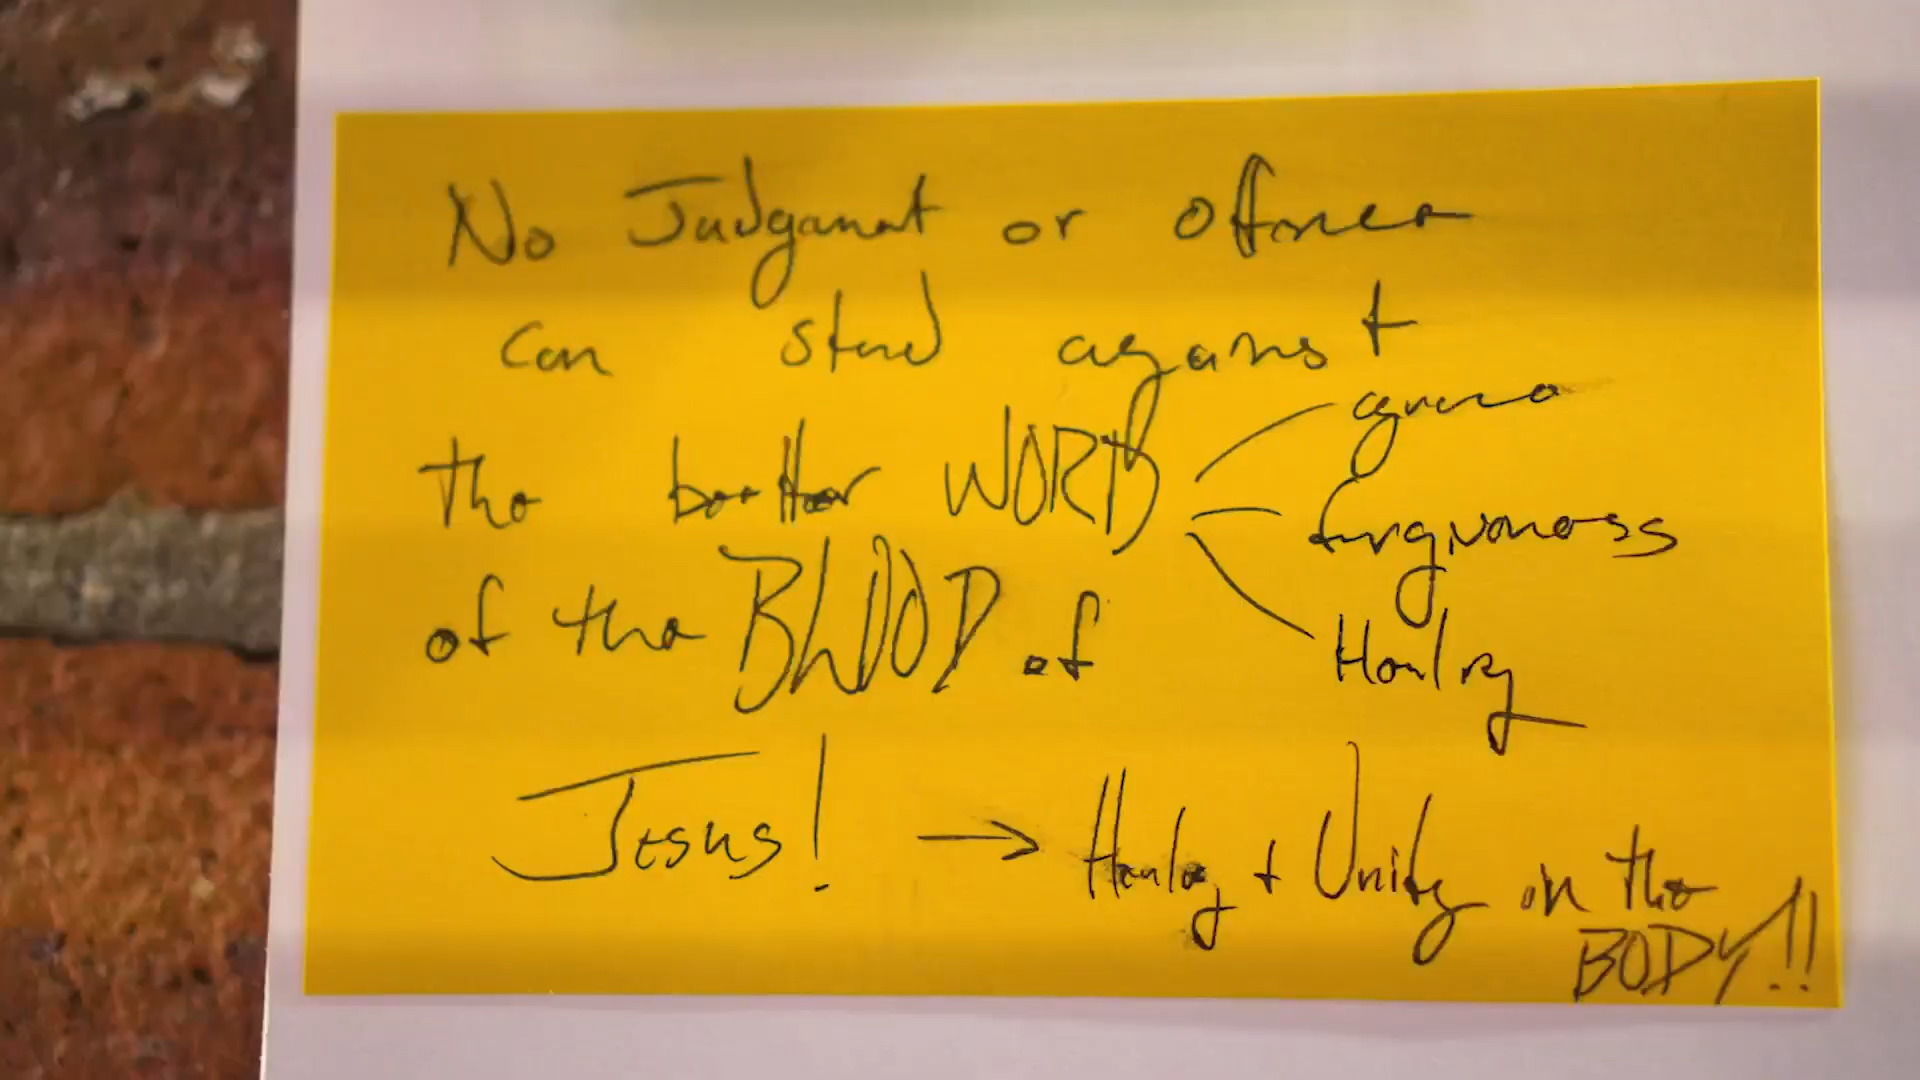 No Judgement or offence
can stand against
the better WORD
forgiveness
of the BLOOD of
Healing
Jesus! → Healing + Unity in the
BODY!!